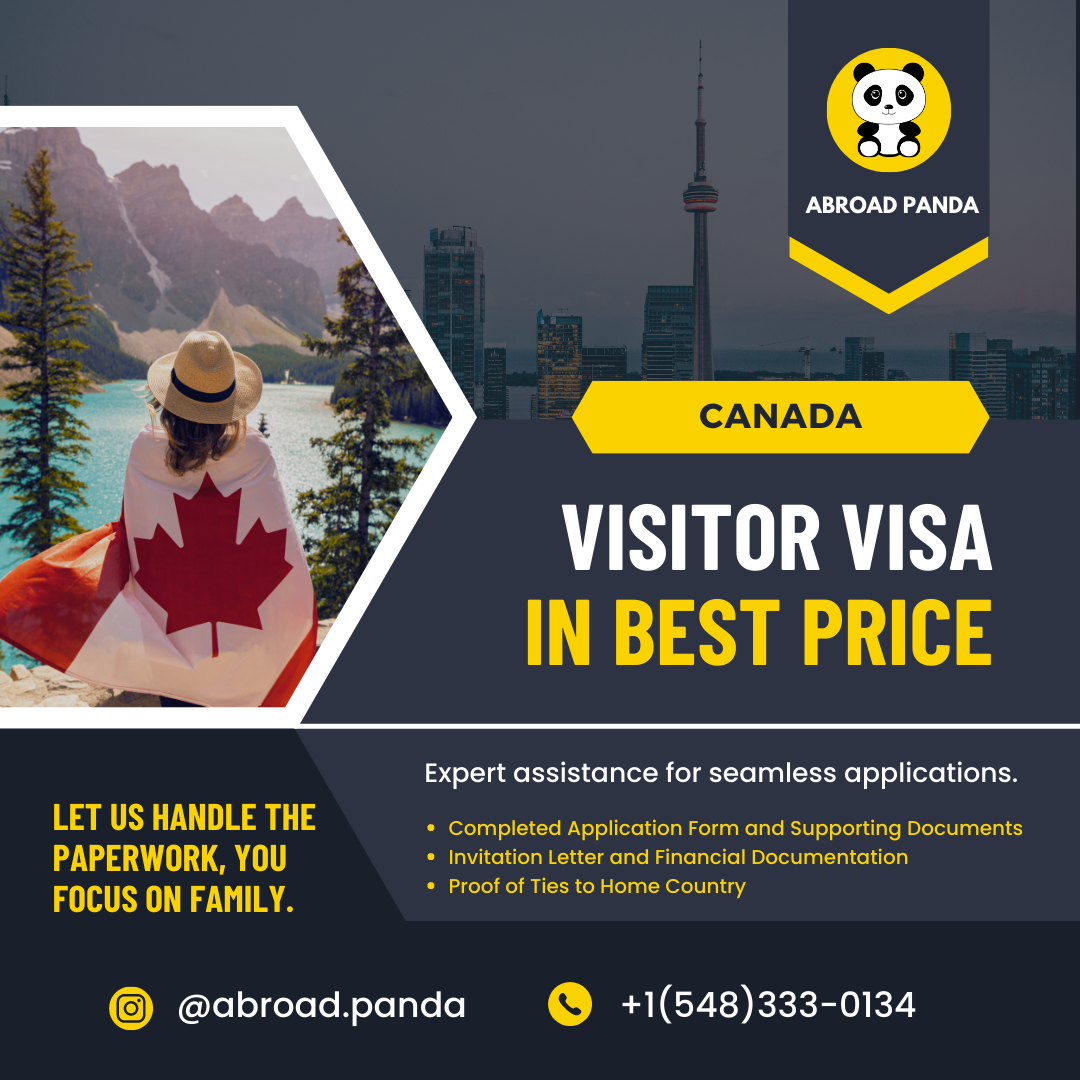 ABROAD PANDA
CANADA
VISITOR VISA
IN BEST PRICE
Expert assistance for seamless applications.
• Completed Application Form and Supporting Documents
• Invitation Letter and Financial Documentation
• Proof of Ties to Home Country
LET US HANDLE THE
PAPERWORK, YOU
FOCUS ON FAMILY.
@abroad.panda
+1(548)333-0134